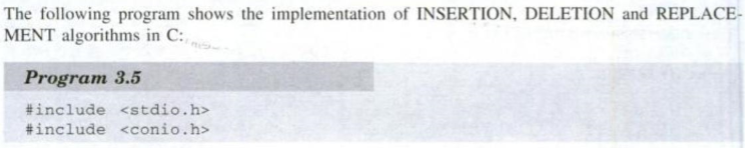 The following program shows the implementation of INSERTION, DELETION and REPLACE-
MENT algorithms in C:
Program 3.5
#include <stdio.h>
#include <conio.h>